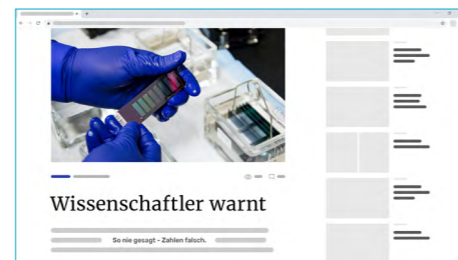 Wissenschaftler warnt
So nie gesagt - Zahlen falsch.